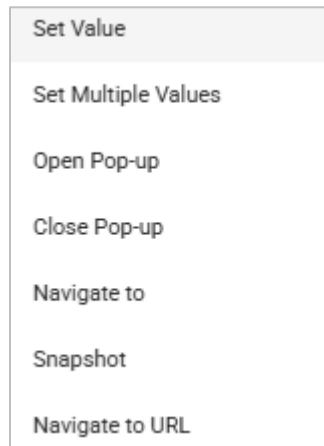 Set Value
Set Multiple Values
Open Pop-up
Close Pop-up
Navigate to
Snapshot
Navigate to URL